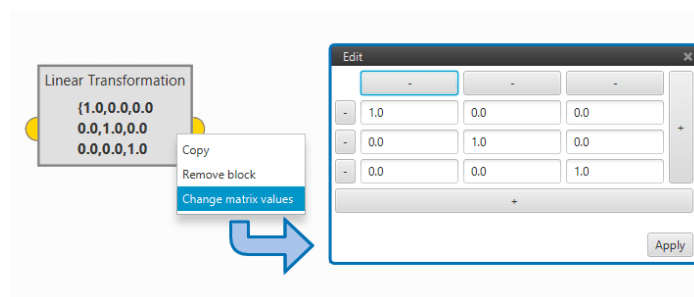 Linear Transformation
{1.0,0.0,0.0
0.0,1.0,0.0
0.0,0.0,1.0
Copy
Remove block
Change matrix values
Edit ×
- - -
- 1.0 0.0 0.0
- 0.0 1.0 0.0
- 0.0 0.0 1.0
+
+
Apply